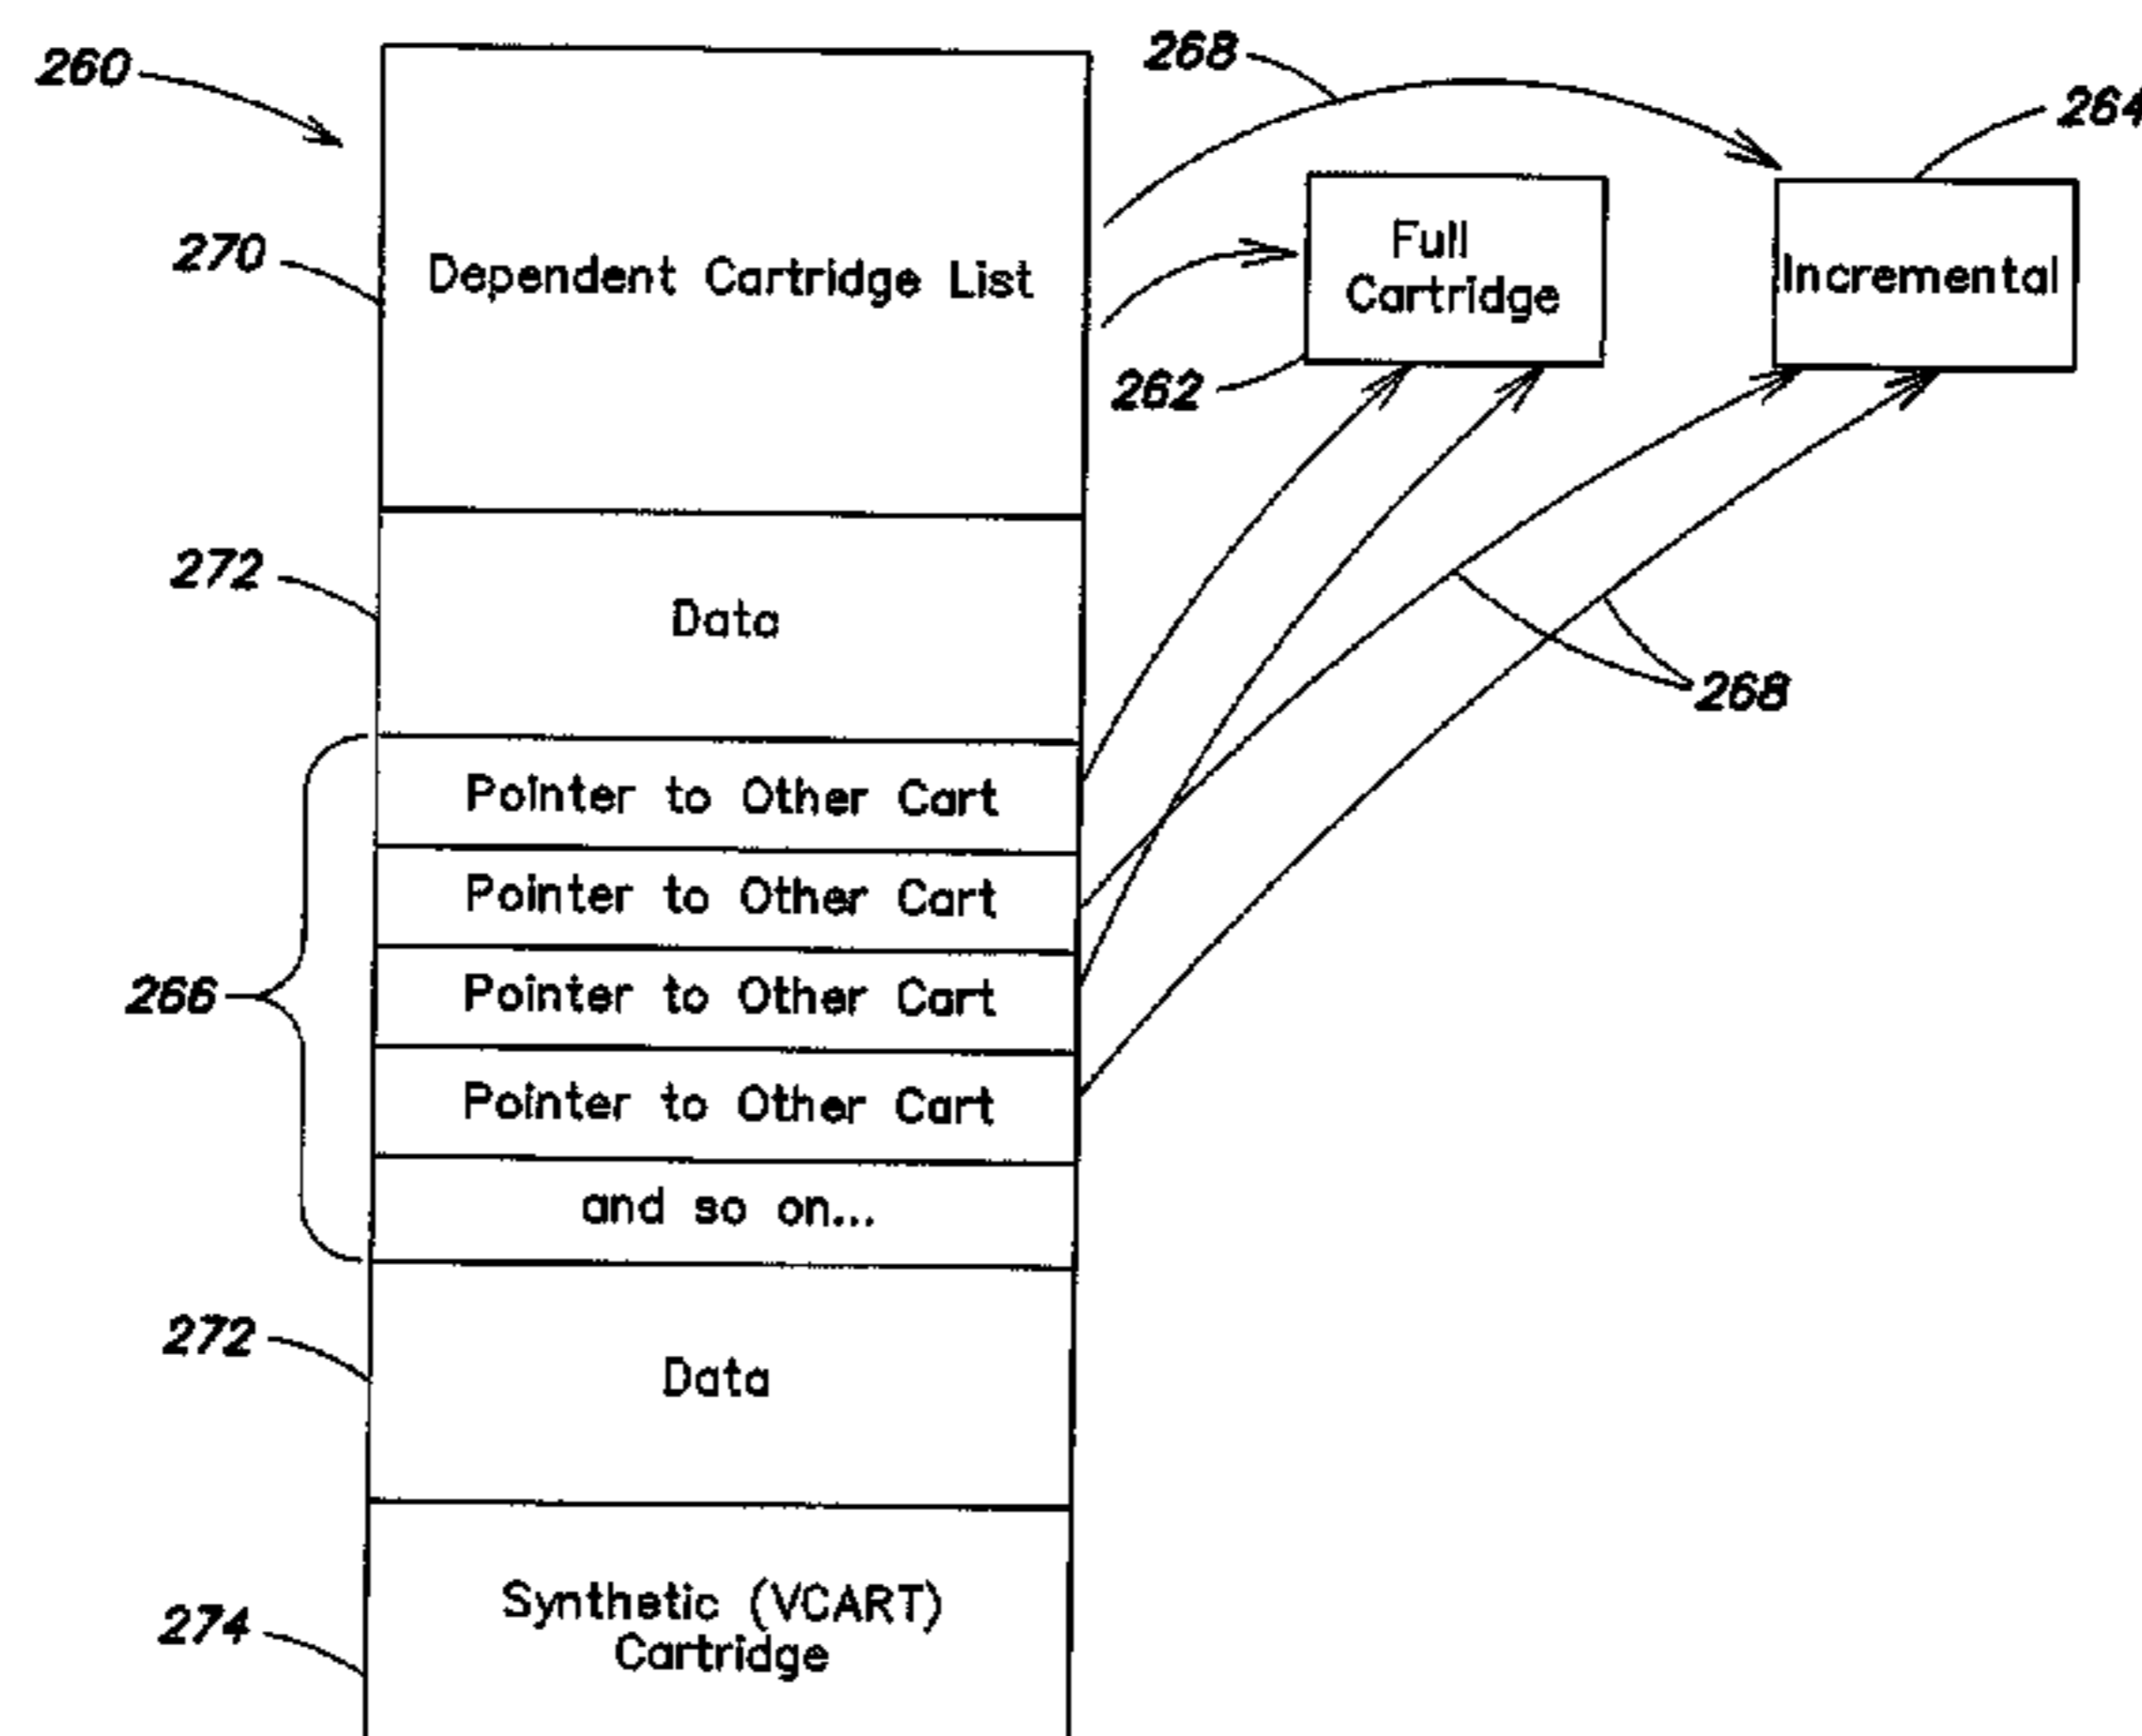 260
268
264
270
Dependent Cartridge List
Full
Cartridge
Incremental
262
272
Data
268
Pointer to Other Cart
Pointer to Other Cart
266
Pointer to Other Cart
Pointer to Other Cart
and so on...
272
Data
274
Synthetic (VCART)
Cartridge